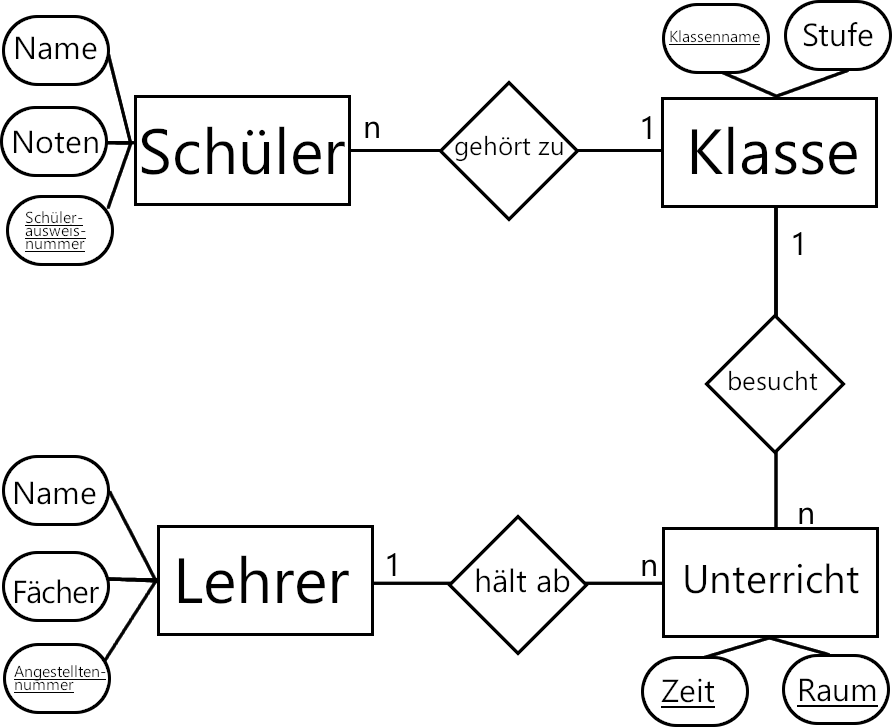 Name
Noten
Schüler-
ausweis-
nummer
Schüler
n
gehört zu
1
Klassenname
Stufe
Klasse
1
besucht
n
Name
Fächer
Angestellten-
nummer
Lehrer
1
hält ab
n
Unterricht
Zeit
Raum